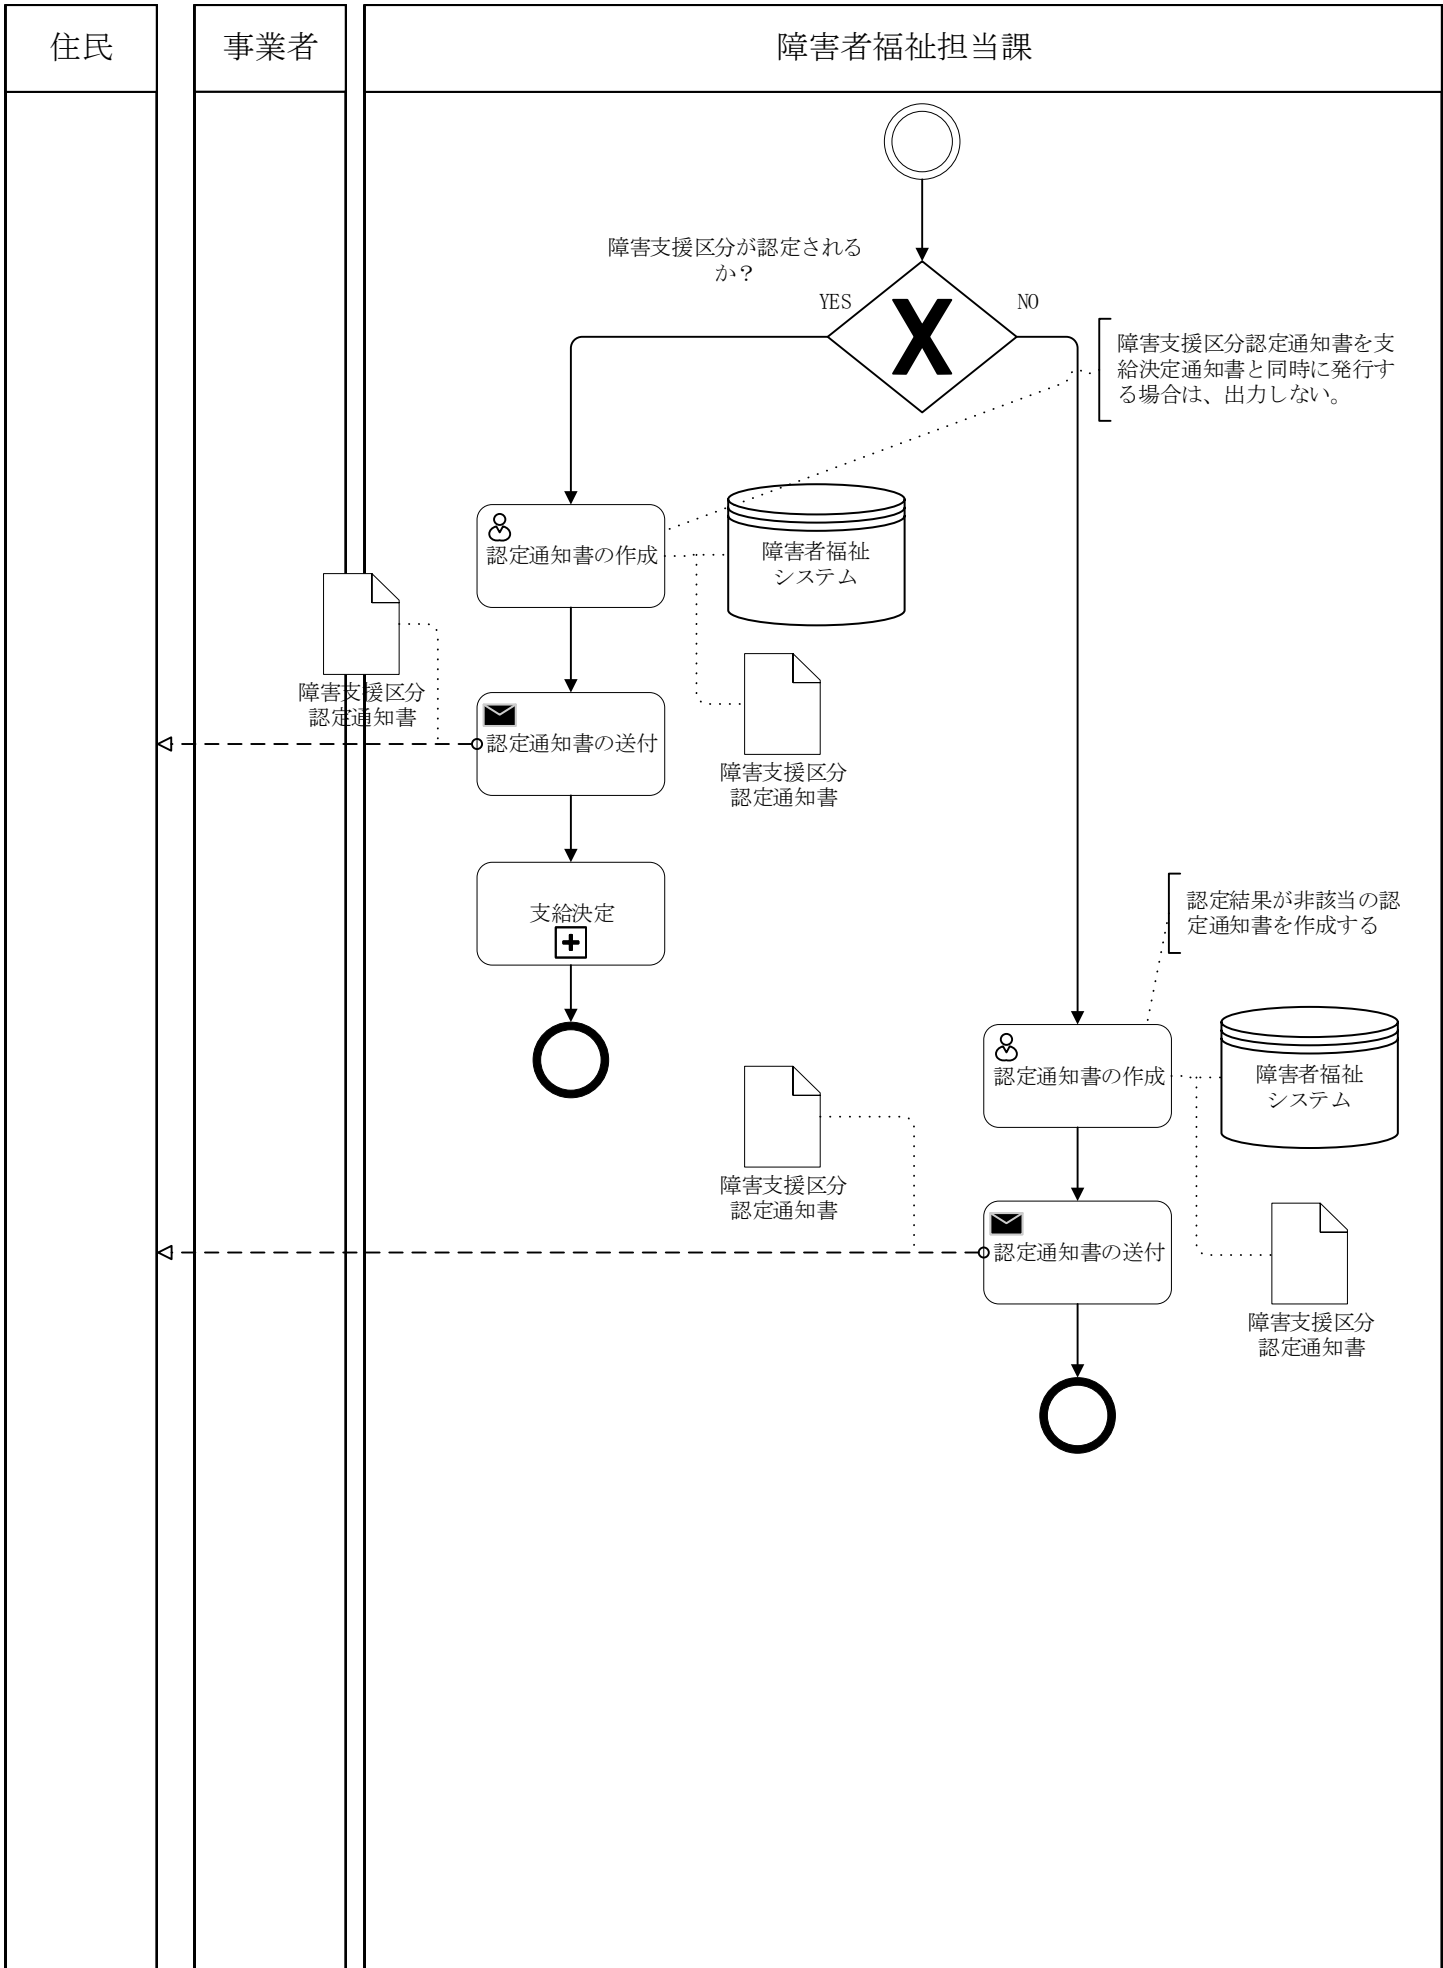 住民
事業者
障害者福祉担当課
障害支援区分が認定される
か？
YES
NO
障害支援区分認定通知書を支
給決定通知書と同時に発行す
る場合は、出力しない。
認定通知書の作成
障害者福祉
システム
障害支援区分
認定通知書
認定通知書の送付
障害支援区分
認定通知書
支給決定
認定結果が非該当の認
定通知書を作成する
認定通知書の作成
障害者福祉
システム
障害支援区分
認定通知書
認定通知書の送付
障害支援区分
認定通知書